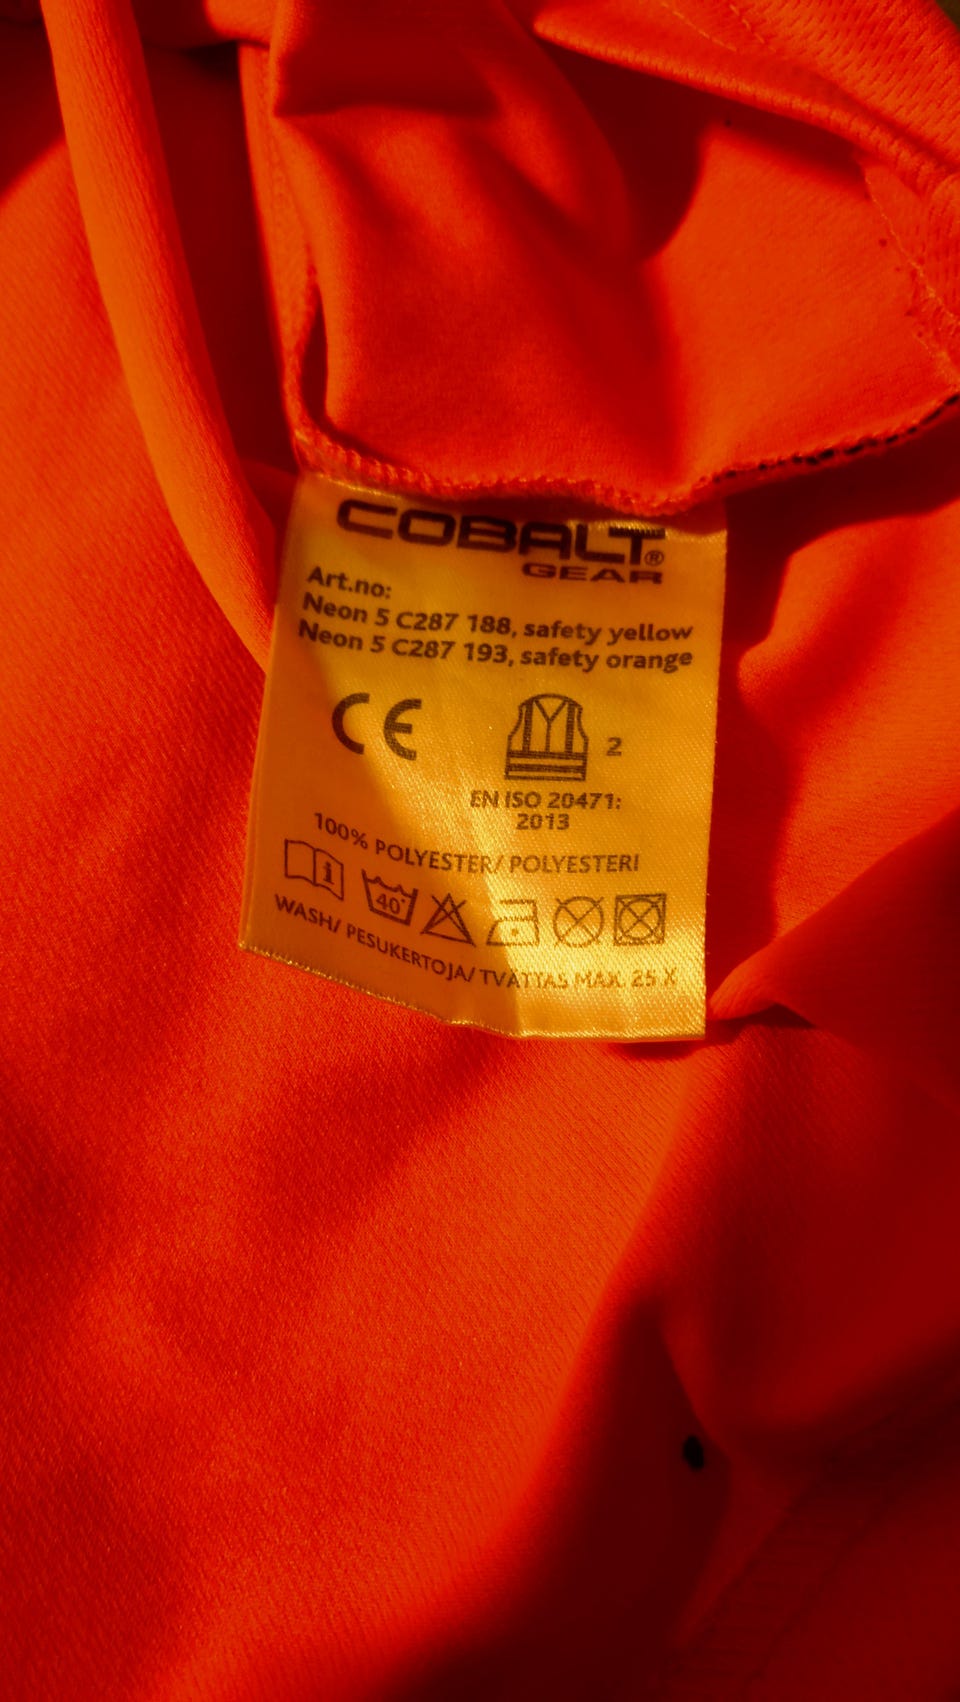 COBALT®
GEAR
Art.no:
Neon 5 C287 188, safety yellow
Neon 5 C287 193, safety orange
CE
2
EN ISO 20471:
2013
100% POLYESTER/ POLYESTERI
i
40°
WASH/ PESUKERTOJA/ TVÄTTAS MAX. 25 X